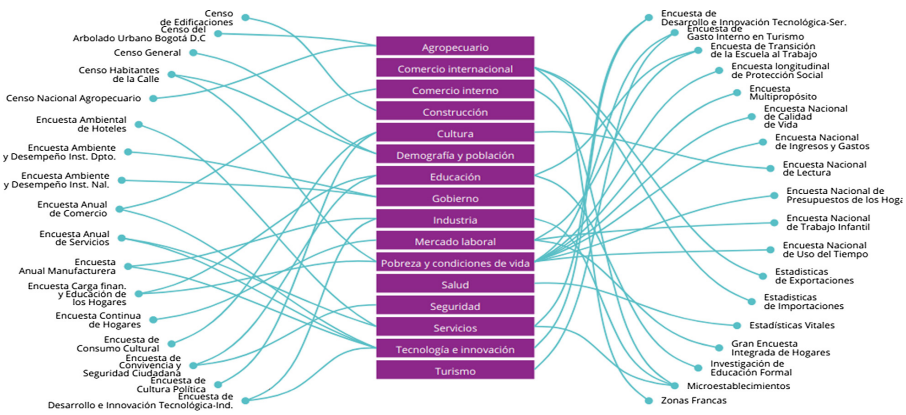 Censo
de Edificaciones
Censo del
Arbolado Urbano Bogotá D.C
Censo General
Censo Habitantes
de la Calle
Censo Nacional Agropecuario
Encuesta Ambiental
de Hoteles
Encuesta Ambiente
y Desempeño Inst. Dpto.
Encuesta Ambiente
y Desempeño Inst. Nal.
Encuesta Anual
de Comercio
Encuesta Anual
de Servicios
Encuesta
Anual Manufacturera
Encuesta Carga finan.
y Edúcación de
los Hogares
Encuesta Continua
de Hogares
Encuesta de
Consumo Cultural
Encuesta de
Convivencia y
Seguridad Ciudadana
Encuesta de
Cultura Política
Encuesta de
Desarrollo e Innovación Tecnológica-Ind.
Agropecuario
Comercio internacional
Comercio interno
Construcción
Cultura
Demografía y población
Educación
Gobierno
Industria
Mercado laboral
Pobreza y condiciones de vida
Salud
Seguridad
Servicios
Tecnología e innovación
Turismo
Encuesta de
Desarrollo e Innovación Tecnológica-Ser.
Encuesta de
Gasto Interno en Turismo
Encuesta de Transición
de la Escuela al Trabajo
Encuesta longitudinal
de Protección Social
Encuesta
Multipropósito
Encuesta Nacional
de Calidad
de Vida
Encuesta Nacional
de Ingresos y Gastos
Encuesta Nacional
de Lectura
Encuesta Nacional de
Presupuestos de los Hoga
Encuesta Nacional
de Trabajo Infantil
Encuesta Nacional
de Uso del Tiempo
Estadisticas
de Exportaciones
Estadísticas
de Importaciones
Estadísticas Vitales
Gran Encuesta
Integrada de Hogares
Investigación de
Educación Formal
Microestablecimientos
Zonas Francas